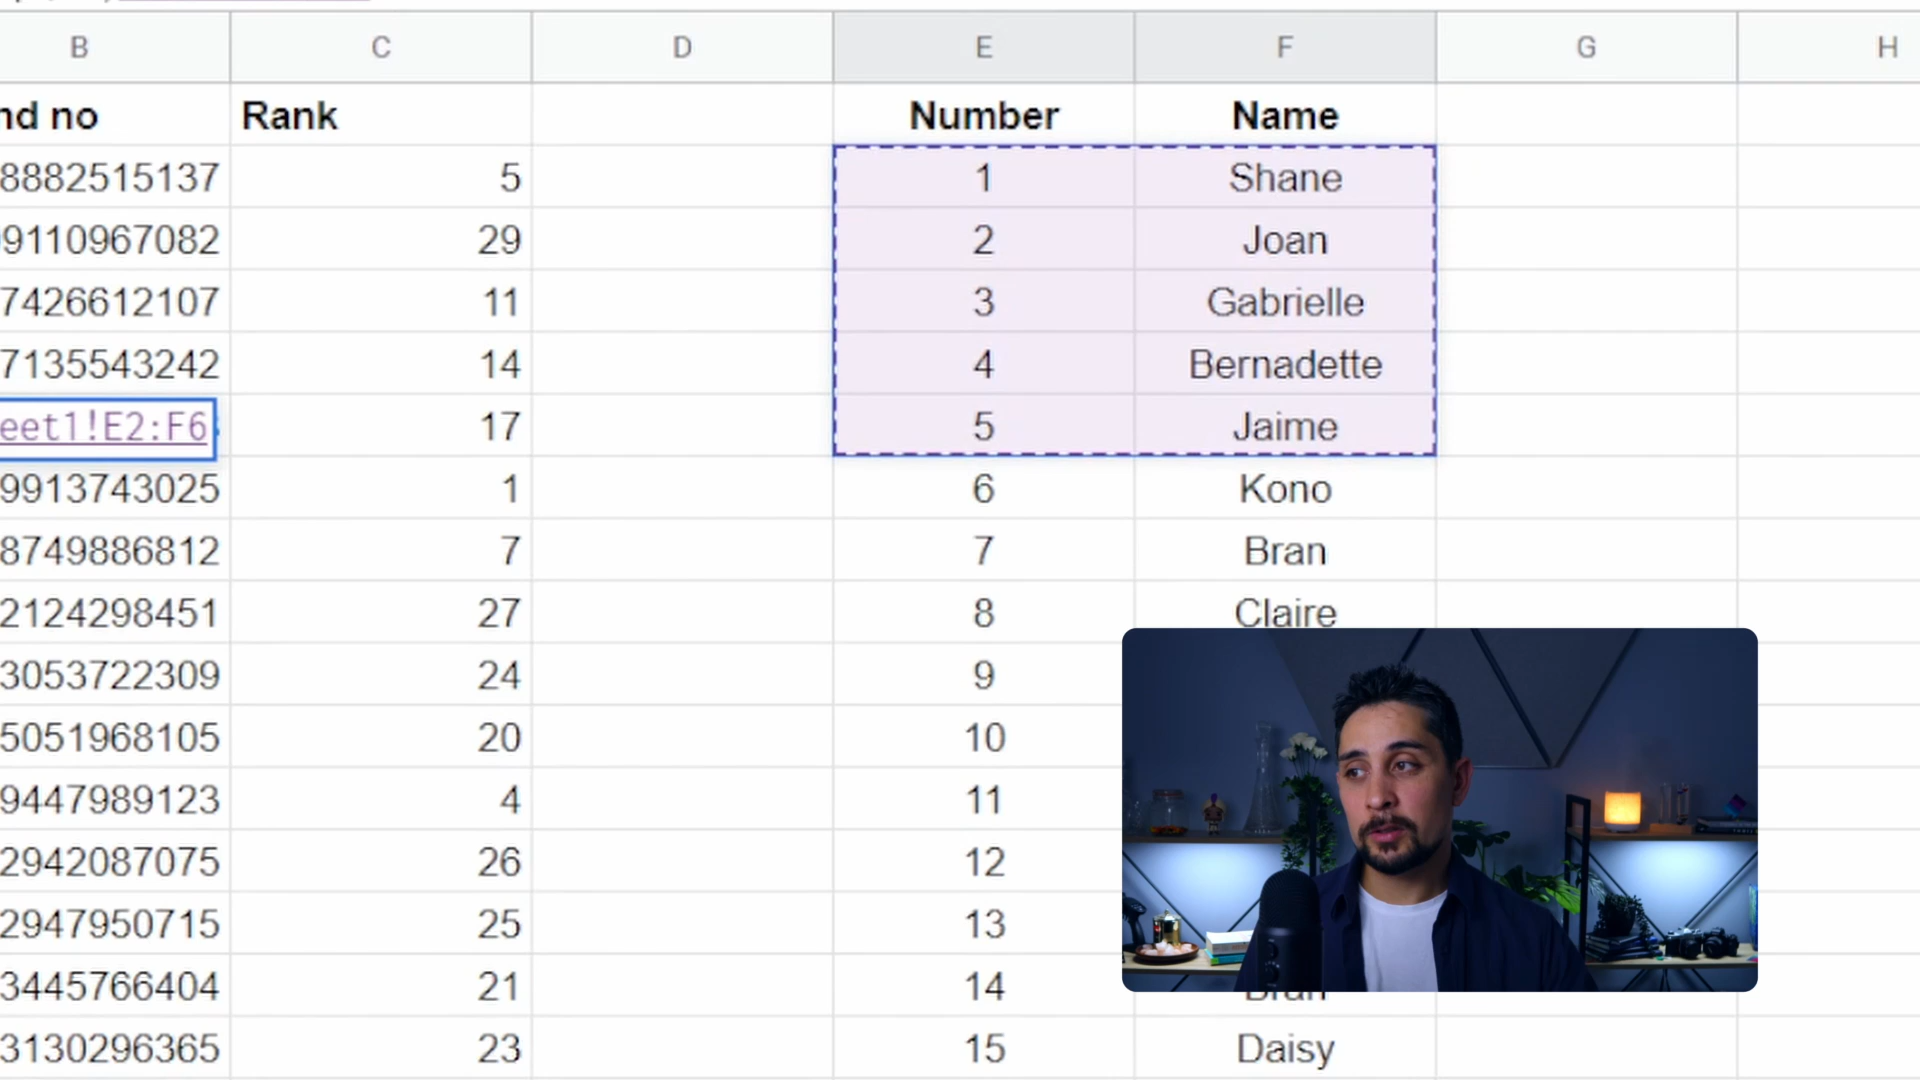 B C D E F G H
nd no Rank Number Name
8882515137 5 1 Shane
9110967082 29 2 Joan
7426612107 11 3 Gabrielle
7135543242 14 4 Bernadette
eet1!E2:F6 17 5 Jaime
9913743025 1 6 Kono
8749886812 7 7 Bran
2124298451 27 8 Claire
3053722309 24 9
5051968105 20 10
9447989123 4 11
2942087075 26 12
2947950715 25 13
3445766404 21 14 Bran
3130296365 23 15 Daisy